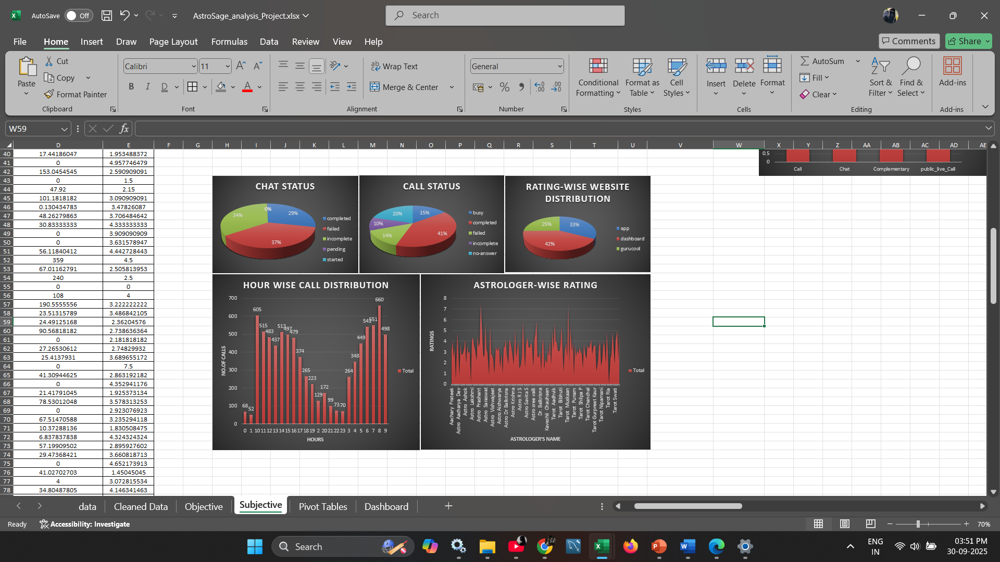 AutoSave Off AstroSage_analysis_Project.xlsx Search
File Home Insert Draw Page Layout Formulas Data Review View Help Comments Share
Paste Cut Copy Format Painter Clipboard
Calibri 11 B I D A Font
Wrap Text Merge & Center Alignment
General % Number
Conditional Formatting Format as Table Cell Styles Styles
Insert Delete Format Cells
AutoSum Fill Clear Sort & Filter Find & Select Editing
Add-ins Add-ins
W59 fx
D E F G H I J K L M N O P Q R S T U V W X Y Z AA AB AC AD AE
40 17.44186047 1.953488372
41 0 4.957746479
42 153.0454545 2.590909091
43 0 1.5
44 47.92 2.15
45 101.1818182 3.090909091
46 0.130434783 3.47826087
47 48.26279863 3.706484642
48 30.83333333 4.333333333
49 0 3.909090909
50 0 3.631578947
51 56.11840412 4.442728443
52 359 4.5
53 67.01162791 2.505813953
54 240 2.5
55 0 0
56 108 4
57 190.5555556 3.222222222
58 23.51315789 3.486842105
59 24.49125168 2.36204576
60 90.56818182 2.738636364
61 0 2.181818182
62 27.26530612 2.74829932
63 25.4137931 3.689655172
64 0 7.5
65 41.30944625 2.863192182
66 0 4.352941176
67 21.41791045 1.925373134
68 78.53012048 3.578313253
69 0 2.923076923
70 67.51470588 3.235294118
71 10.37288136 1.830508475
72 6.837837838 4.324324324
73 57.19909502 2.895927602
74 29.47368421 3.660818713
75 0 4.652173913
76 41.02702703 1.45045045
77 4 3.072815534
78 34.80487805 4.146341463
0.5
0
Call Chat Complementary public_live_Call
CHAT STATUS
34% 0% 29% 37%
completed
failed
incomplete
pending
started
CALL STATUS
20% 15% 10% 14% 41%
busy
completed
failed
incomplete
no-answer
RATING-WISE WEBSITE
DISTRIBUTION
25% 33% 42%
app
dashboard
gurucool
HOUR WISE CALL DISTRIBUTION
NO.OF CALLS
700
600
500
400
300
200
100
0
68 52 605 515 483 437 513 497 479 374 265 223 129 172 99 73 70 264 348 449 541 551 660 498
0 1 10 11 12 13 14 15 16 17 18 19 2 20 21 22 23 3 4 5 6 7 8 9
HOURS
Total
ASTROLOGER-WISE RATING
RATINGS
8
7
6
5
4
3
2
1
0
Aachary Prateek
Astro Aacharya Dev
Astro Ashok
Astro Lakshmi
Astro Prashant
Astro Saraswat
Astro Vishwajeet
Astro Aishwarya
Astro Dr Balkrisna
Astro Krishna
Astro R J S
Astro Savita S
Astro sree valli
Dr. Balkrisna
Kaveshii Chauhaan
Tarot Aadhvik
Tarot Bibhuti
Tarot Muskaan
Tarot Punam
Tarot Shilpa P
Tarot Chanchal
Tarot Gurpreet Kaur
Tarot Nipamani
Tarot Ria
Tarot Swati
ASTROLOGER'S NAME
Total
data Cleaned Data Objective Subjective Pivot Tables Dashboard
Ready Accessibility: Investigate 70%
Search
ENG
IN
03:51 PM
30-09-2025